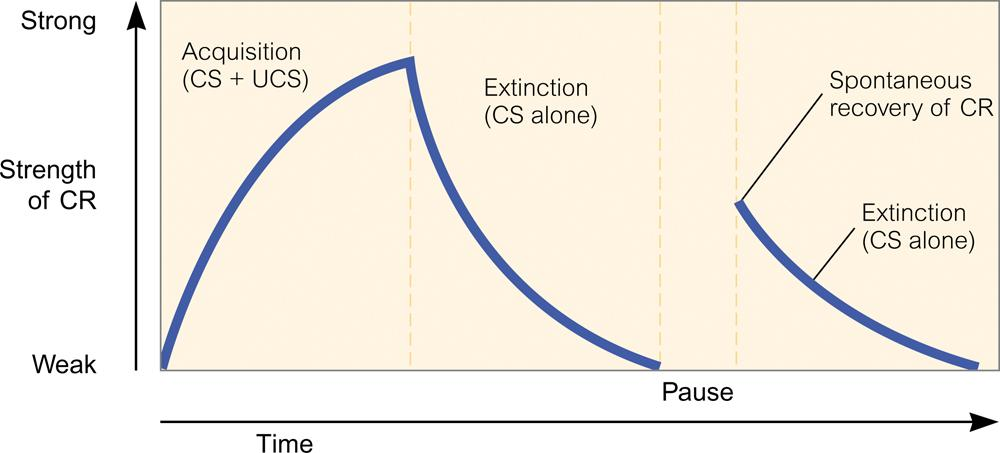 Strong
Acquisition
(CS + UCS)
Extinction
(CS alone)
Spontaneous
recovery of CR
Strength
of CR
Extinction
(CS alone)
Weak
Pause
Time